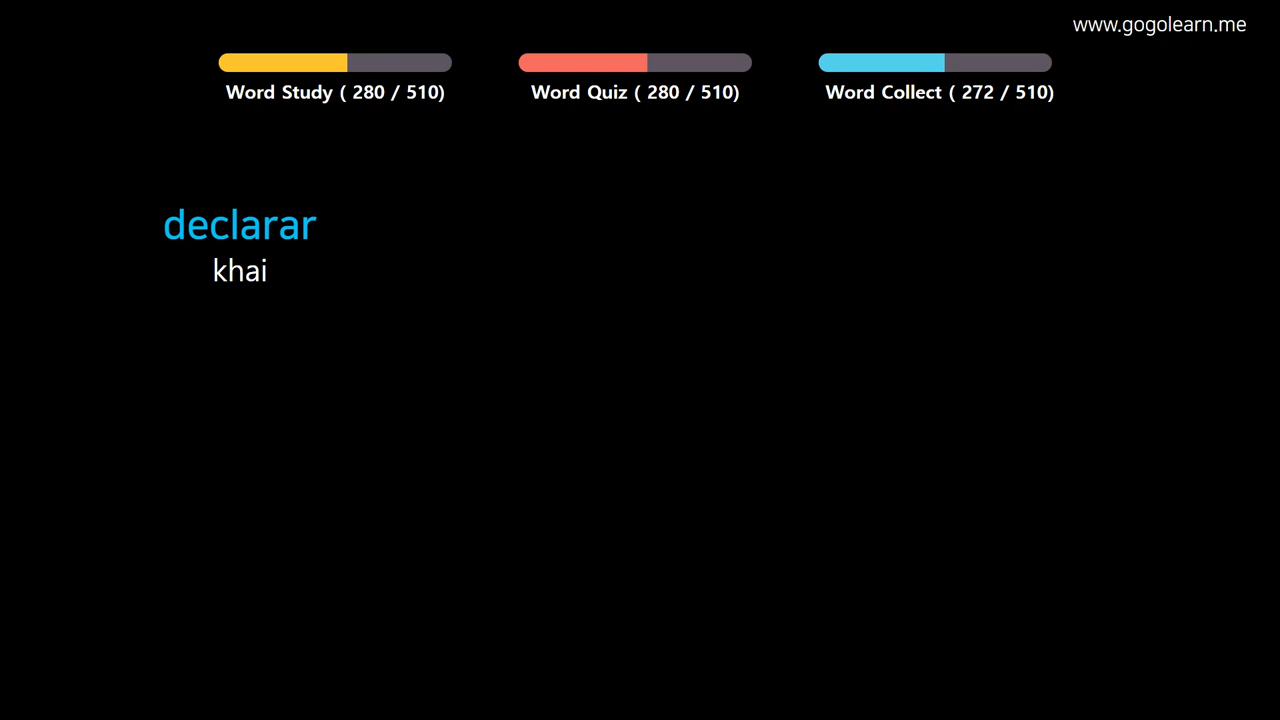 www.gogolearn.me
Word Study ( 280 / 510)
Word Quiz ( 280 / 510)
Word Collect ( 272 / 510)
declarar
khai